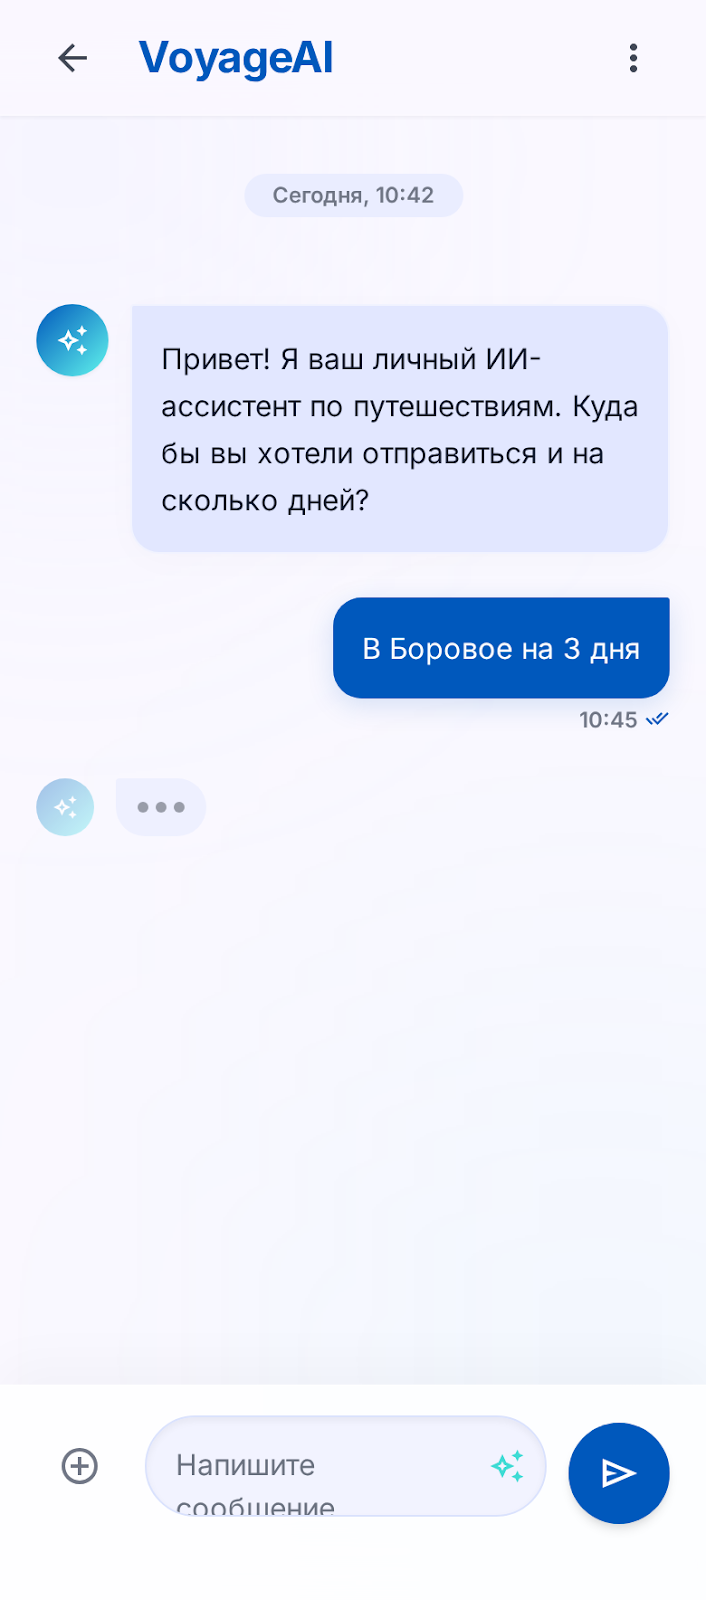 VoyageAI
Сегодня, 10:42
Привет! Я ваш личный ИИ-
ассистент по путешествиям. Куда
бы вы хотели отправиться и на
сколько дней?
В Боровое на 3 дня
10:45
Напишите
сообщение